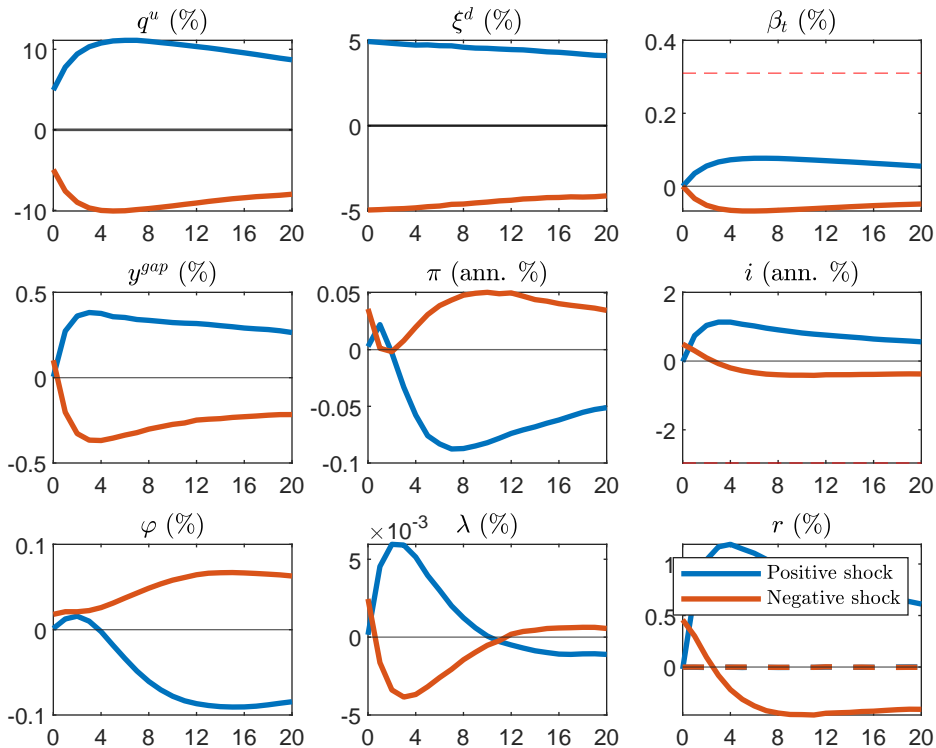 q^u (%) ξ^d (%) β_t (%)
10 5 0.4
0.2
0 0 0
-10 -5
0 4 8 12 16 20 0 4 8 12 16 20 0 4 8 12 16 20
y^{gap} (%) π (ann. %) i (ann. %)
0.5 0.05 2
0 0 0
-0.05 -2
-0.5 -0.1
0 4 8 12 16 20 0 4 8 12 16 20 0 4 8 12 16 20
φ (%) λ (%) r (%)
×10^{-3}
0.1 5 1
Positive shock
Negative shock
0.5
0 0 0
-0.1 -5
0 4 8 12 16 20 0 4 8 12 16 20 0 4 8 12 16 20